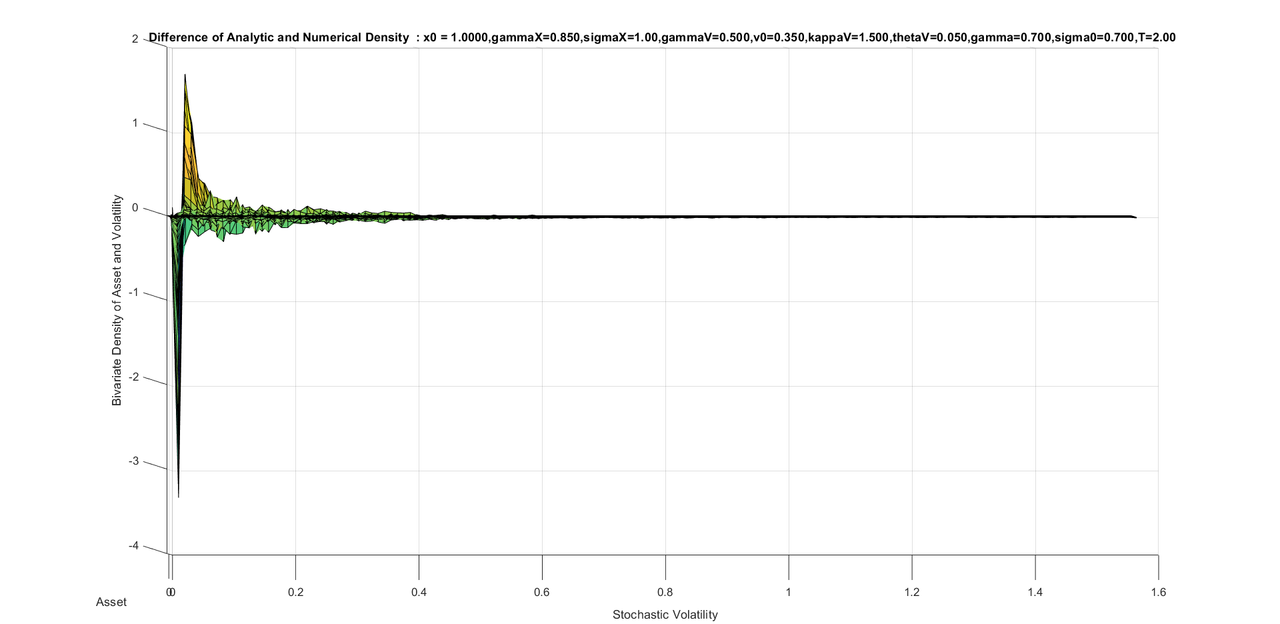 Difference of Analytic and Numerical Density : x0 = 1.0000,gammaX=0.850,sigmaX=1.00,gammaV=0.500,v0=0.350,kappaV=1.500,thetaV=0.050,gamma=0.700,sigma0=0.700,T=2.00
2
1
0
-1
-2
-3
-4
Bivariate Density of Asset and Volatility
0 0 0.2 0.4 0.6 0.8 1 1.2 1.4 1.6
Asset
Stochastic Volatility